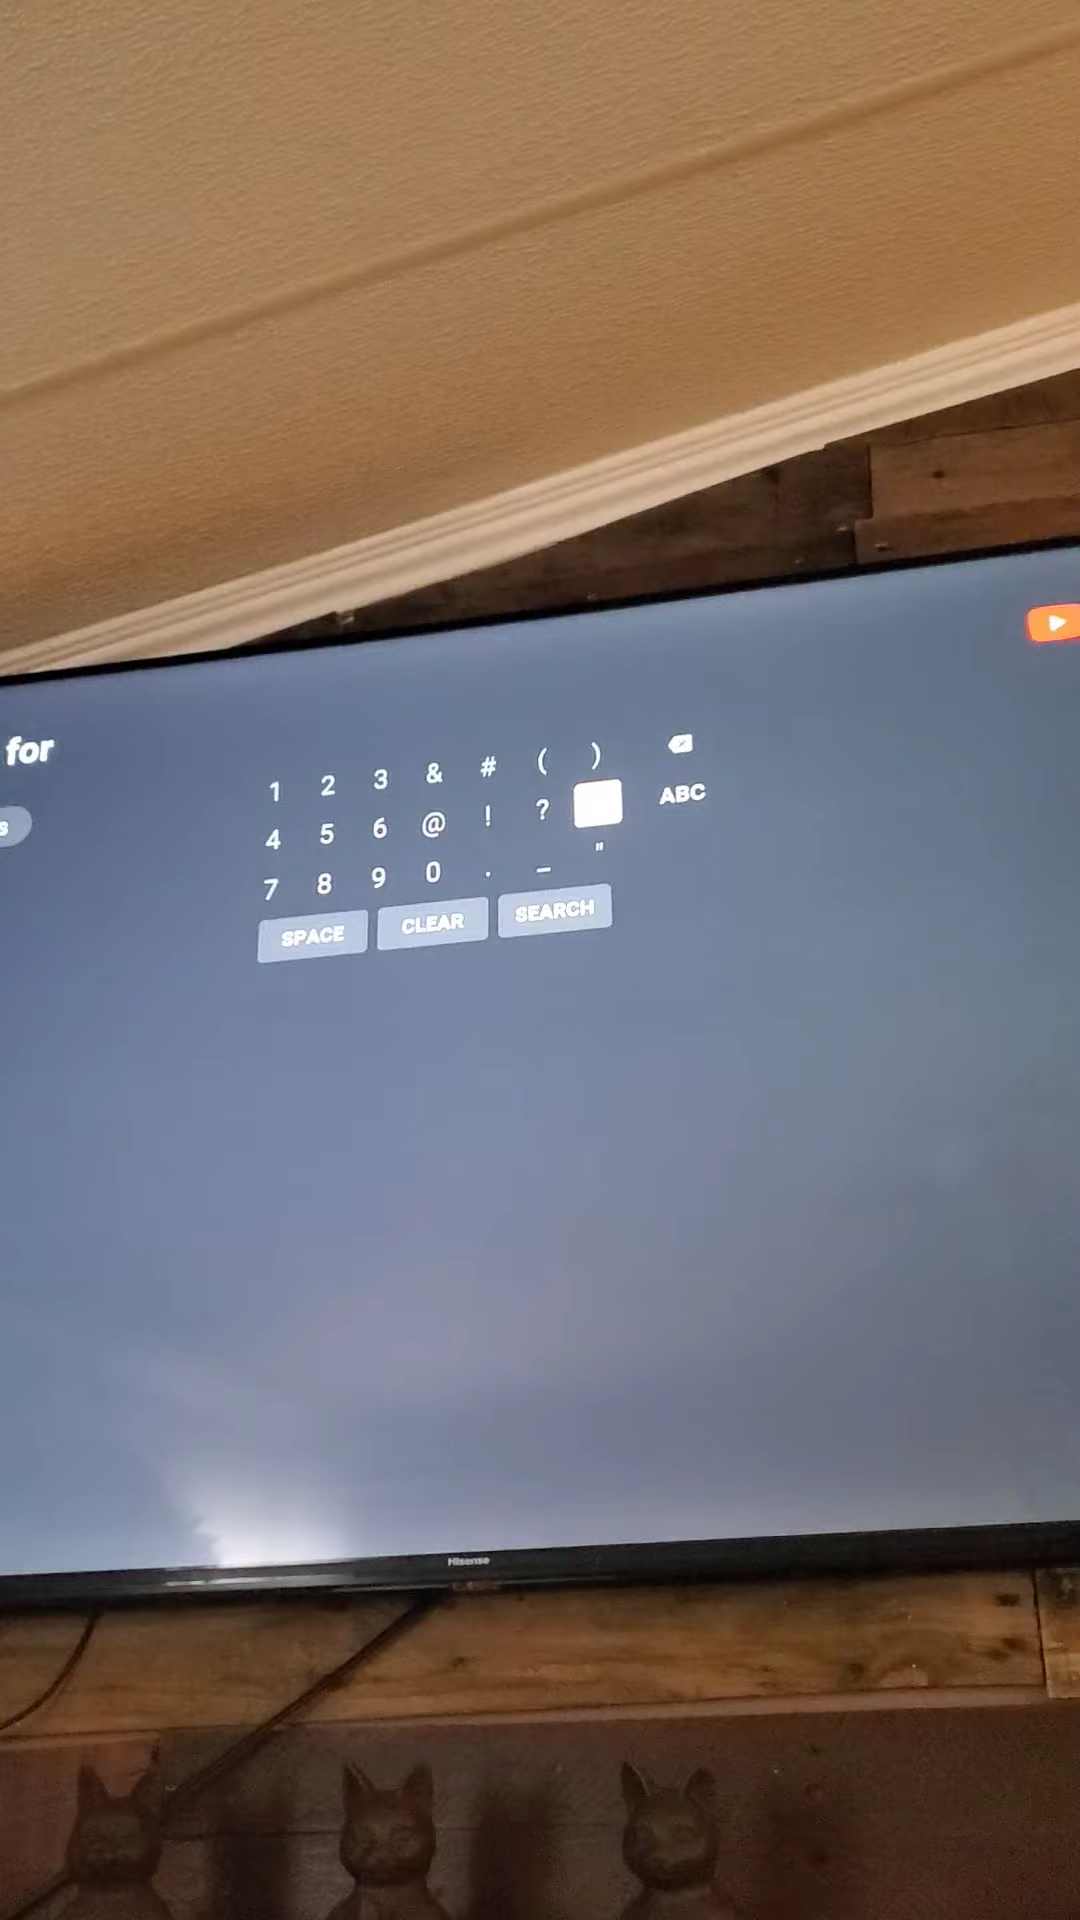 for
s
1 2 3 & # ( )
4 5 6 @ ! ? ABC
7 8 9 0 . _ "
SPACE CLEAR SEARCH
Hisense